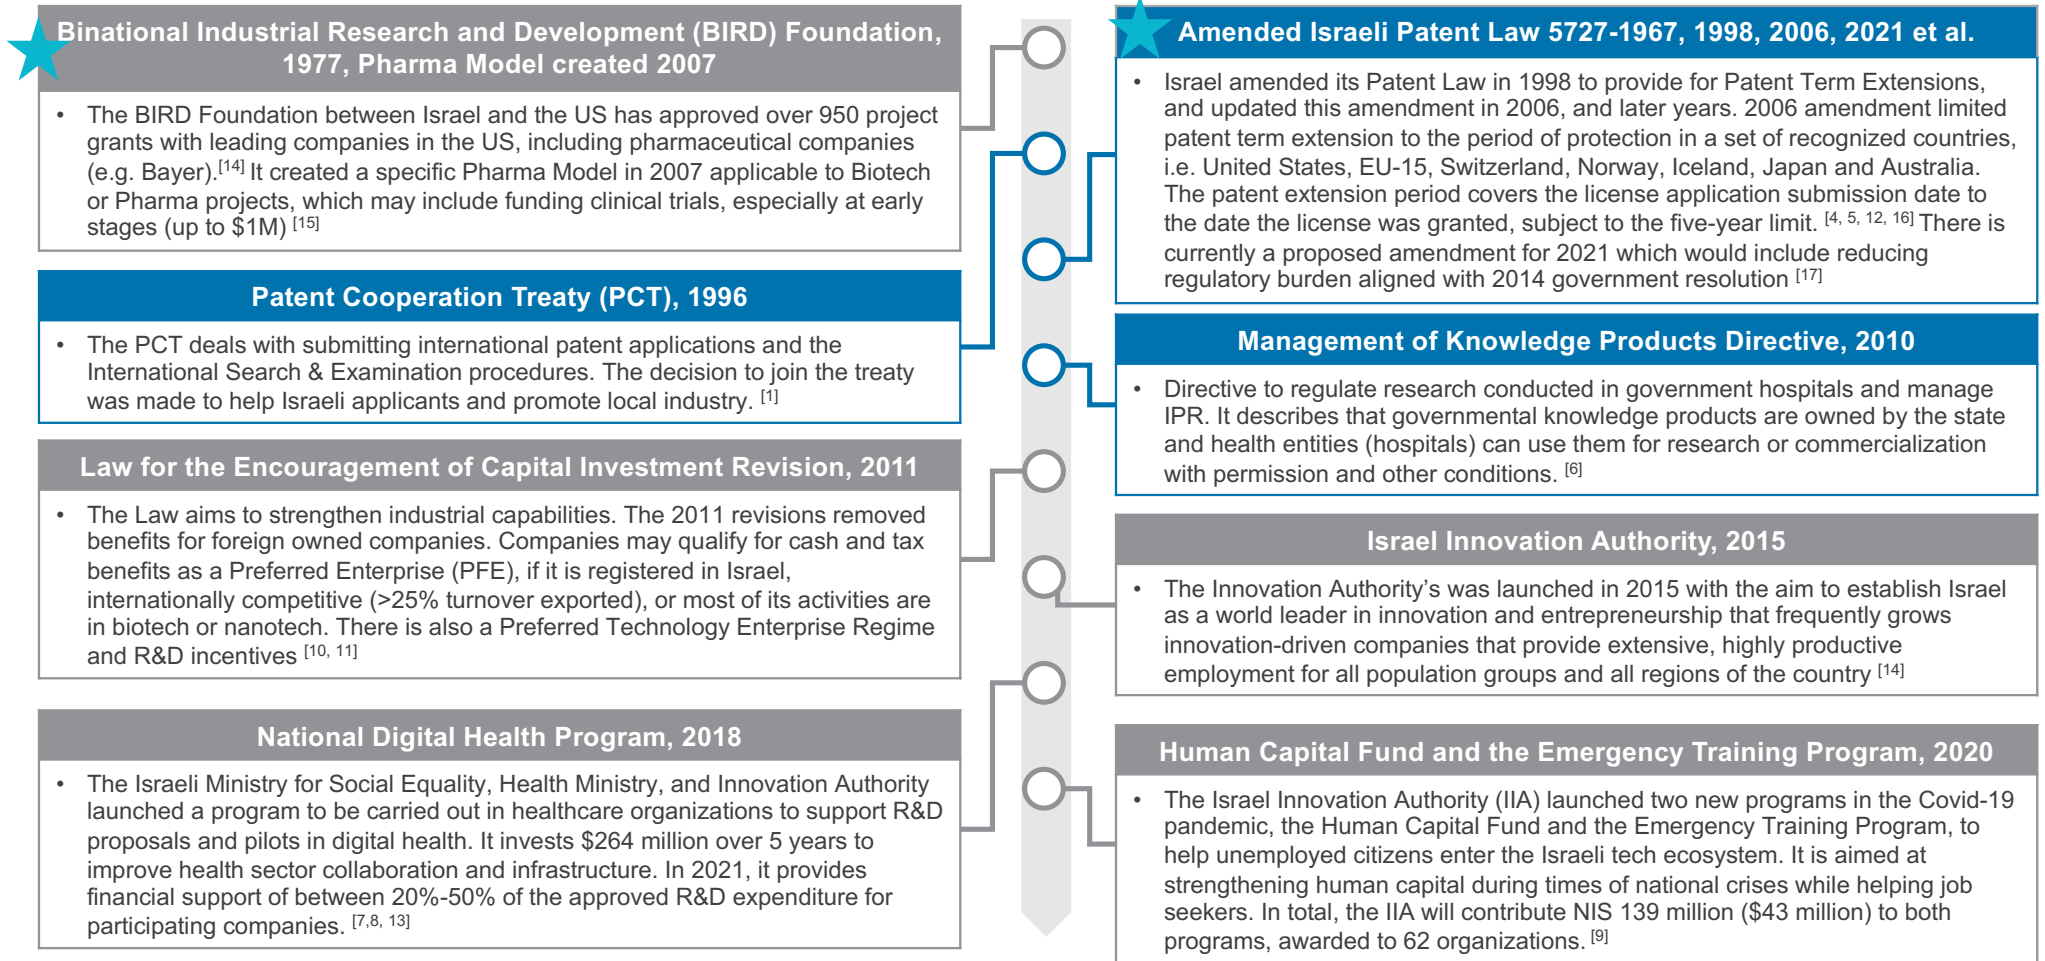 Binational Industrial Research and Development (BIRD) Foundation,
1977, Pharma Model created 2007
• The BIRD Foundation between Israel and the US has approved over 950 project
grants with leading companies in the US, including pharmaceutical companies
(e.g. Bayer).[14] It created a specific Pharma Model in 2007 applicable to Biotech
or Pharma projects, which may include funding clinical trials, especially at early
stages (up to $1M) [15]
Amended Israeli Patent Law 5727-1967, 1998, 2006, 2021 et al.
• Israel amended its Patent Law in 1998 to provide for Patent Term Extensions,
and updated this amendment in 2006, and later years. 2006 amendment limited
patent term extension to the period of protection in a set of recognized countries,
i.e. United States, EU-15, Switzerland, Norway, Iceland, Japan and Australia.
The patent extension period covers the license application submission date to
the date the license was granted, subject to the five-year limit. [4, 5, 12, 16] There is
currently a proposed amendment for 2021 which would include reducing
regulatory burden aligned with 2014 government resolution [17]
Patent Cooperation Treaty (PCT), 1996
• The PCT deals with submitting international patent applications and the
International Search & Examination procedures. The decision to join the treaty
was made to help Israeli applicants and promote local industry. [1]
Management of Knowledge Products Directive, 2010
• Directive to regulate research conducted in government hospitals and manage
IPR. It describes that governmental knowledge products are owned by the state
and health entities (hospitals) can use them for research or commercialization
with permission and other conditions. [6]
Law for the Encouragement of Capital Investment Revision, 2011
• The Law aims to strengthen industrial capabilities. The 2011 revisions removed
benefits for foreign owned companies. Companies may qualify for cash and tax
benefits as a Preferred Enterprise (PFE), if it is registered in Israel,
internationally competitive (>25% turnover exported), or most of its activities are
in biotech or nanotech. There is also a Preferred Technology Enterprise Regime
and R&D incentives [10, 11]
Israel Innovation Authority, 2015
• The Innovation Authority's was launched in 2015 with the aim to establish Israel
as a world leader in innovation and entrepreneurship that frequently grows
innovation-driven companies that provide extensive, highly productive
employment for all population groups and all regions of the country [14]
National Digital Health Program, 2018
• The Israeli Ministry for Social Equality, Health Ministry, and Innovation Authority
launched a program to be carried out in healthcare organizations to support R&D
proposals and pilots in digital health. It invests $264 million over 5 years to
improve health sector collaboration and infrastructure. In 2021, it provides
financial support of between 20%-50% of the approved R&D expenditure for
participating companies. [7,8, 13]
Human Capital Fund and the Emergency Training Program, 2020
• The Israel Innovation Authority (IIA) launched two new programs in the Covid-19
pandemic, the Human Capital Fund and the Emergency Training Program, to
help unemployed citizens enter the Israeli tech ecosystem. It is aimed at
strengthening human capital during times of national crises while helping job
seekers. In total, the IIA will contribute NIS 139 million ($43 million) to both
programs, awarded to 62 organizations. [9]